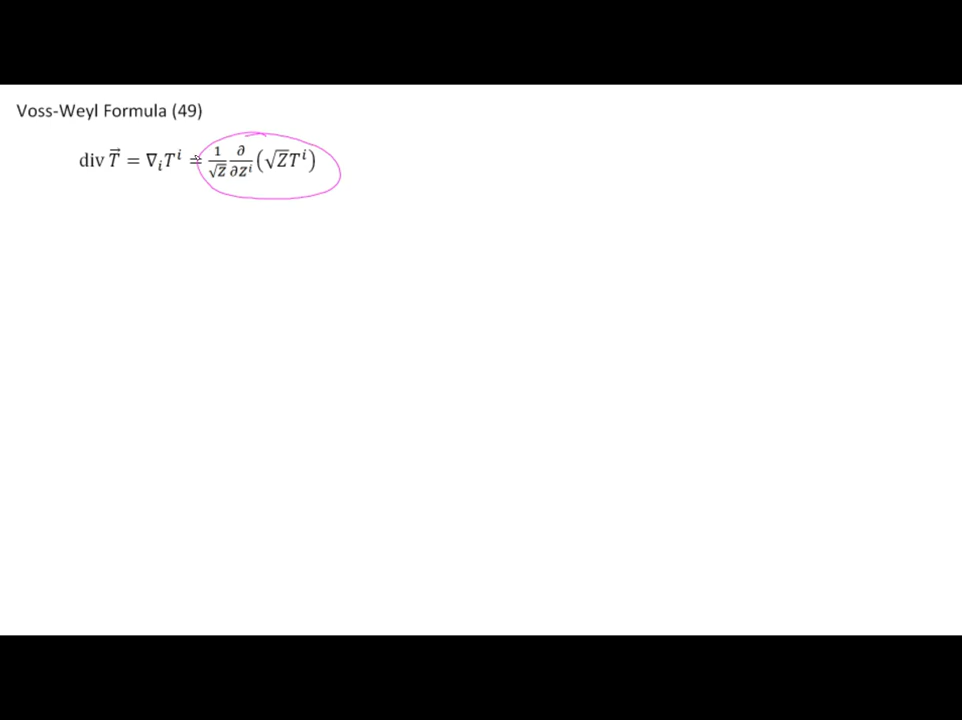 Voss-Weyl Formula (49)
div T⃗ = ∇ᵢTⁱ = 1/√Z ∂/∂Zⁱ (√Z Tⁱ)